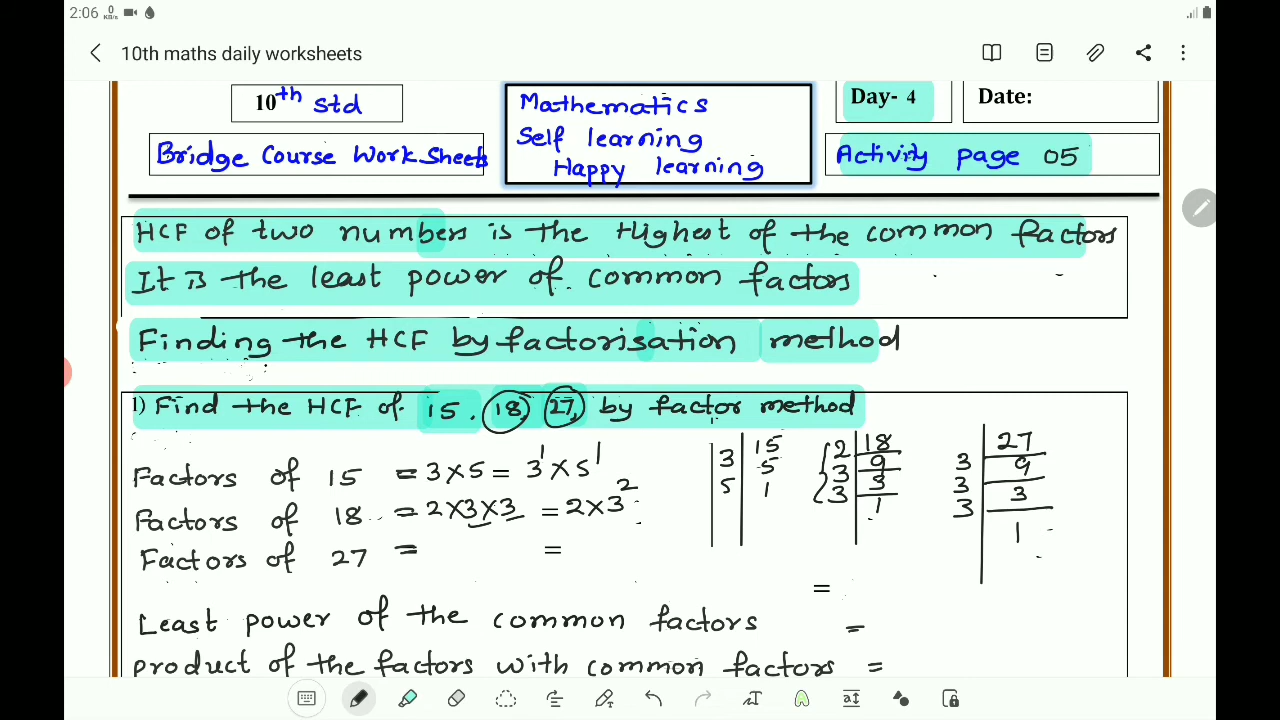 2:06 0 KB/s
10th maths daily worksheets
10th std
Mathematics
Self learning
Happy learning
Day- 4
Date:
Bridge Course Work Sheets
Activity page 05
HCF of two numbers is the Highest of the common factors
It is the least power of common factors
Finding the HCF by factorisation method
1) Find the HCF of 15, 18, 27, by factor method
Factors of 15 = 3×5 = 3¹×5¹
Factors of 18 = 2×3×3 = 2×3²
Factors of 27 = =
3 | 15
5 | 5
1
2 | 18
3 | 9
3 | 3
1
27
3 | 9
3 | 3
3
1
=
Least power of the common factors =
product of the factors with common factors =